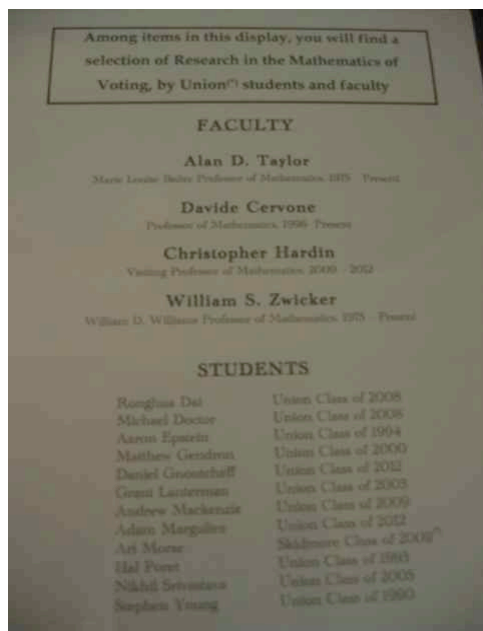 Among items in this display, you will find a
selection of Research in the Mathematics of
Voting, by Union(*) students and faculty
FACULTY
Alan D. Taylor
Marie Louise Bailey Professor of Mathematics, 1975 - Present
Davide Cervone
Professor of Mathematics, 1996- Present
Christopher Hardin
Visiting Professor of Mathematics, 2009 - 2012
William S. Zwicker
William D. Williams Professor of Mathematics, 1975 - Present
STUDENTS
Ronghua Dai Union Class of 2008
Michael Doctor Union Class of 2008
Aaron Epstein Union Class of 1994
Matthew Gendron Union Class of 2000
Daniel Union Class of 2012
Grant Lanterman Union Class of 2005
Andrew Mackenzie Union Class of 2009
Adam Margulies Union Class of 2012
Ari Morse Skidmore Class of 2009(*)
Hal Poret Union Class of 1993
Nikhil Srivastava Union Class of 2005
Stephen Young Union Class of 1990